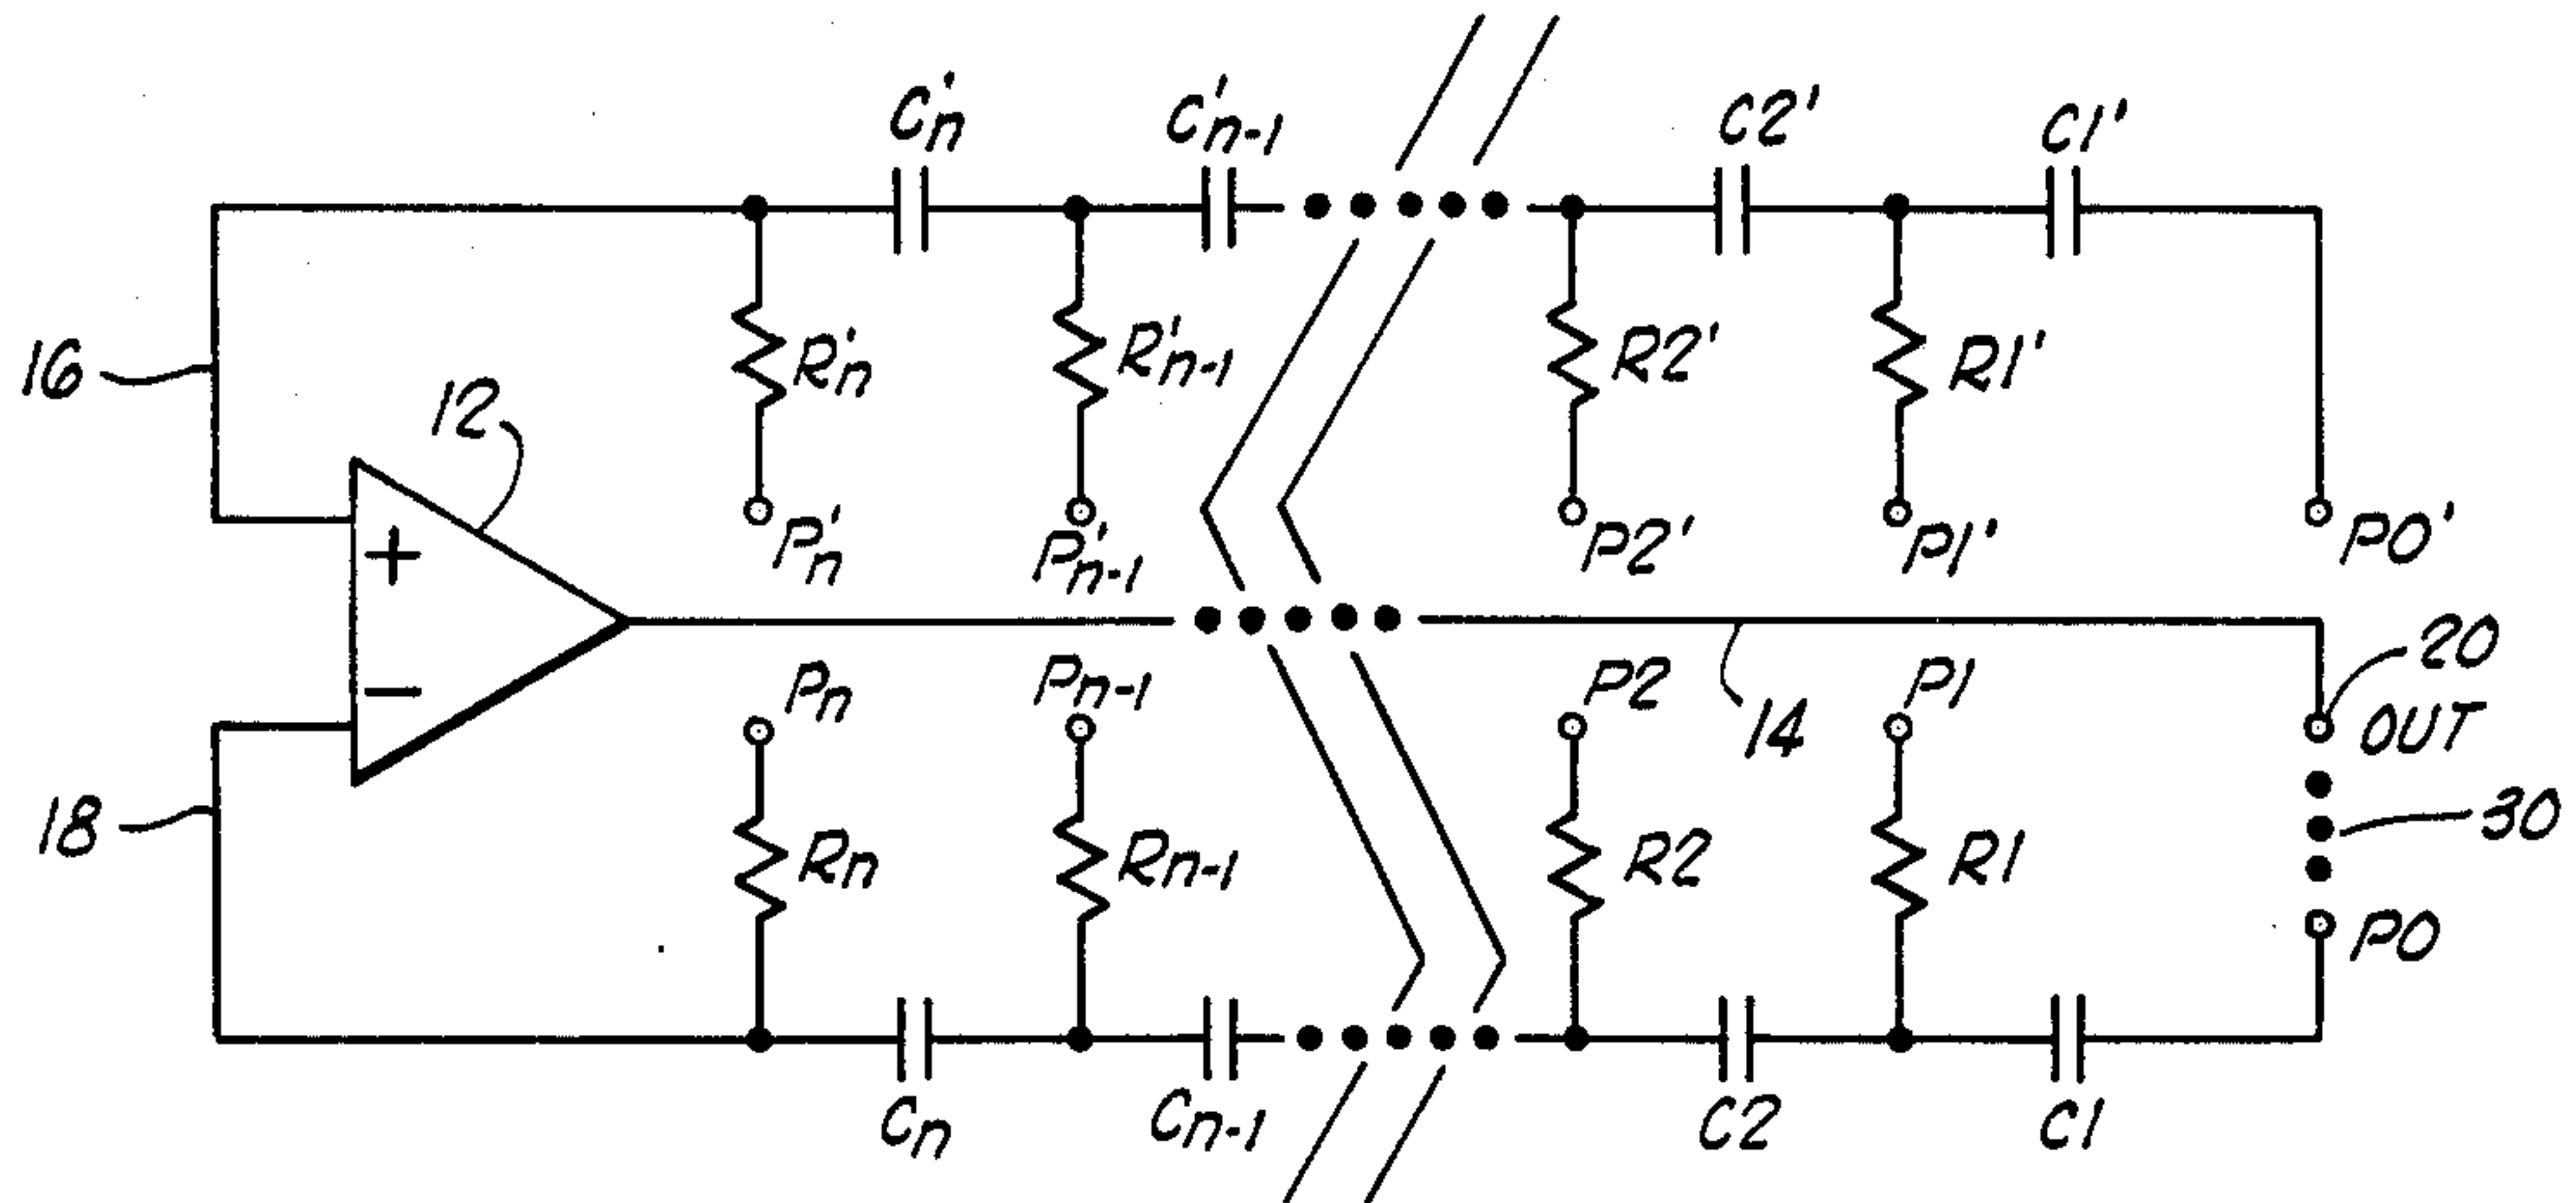 C'n C'n-1 C2' C1'
16 12 R'n R'n-1 R2' R1'
+ P'n P'n-1 P2' P1' P0'
− Pn Pn-1 P2 P1 14 20 OUT
18 Rn Rn-1 R2 R1 30
P0
Cn Cn-1 C2 C1